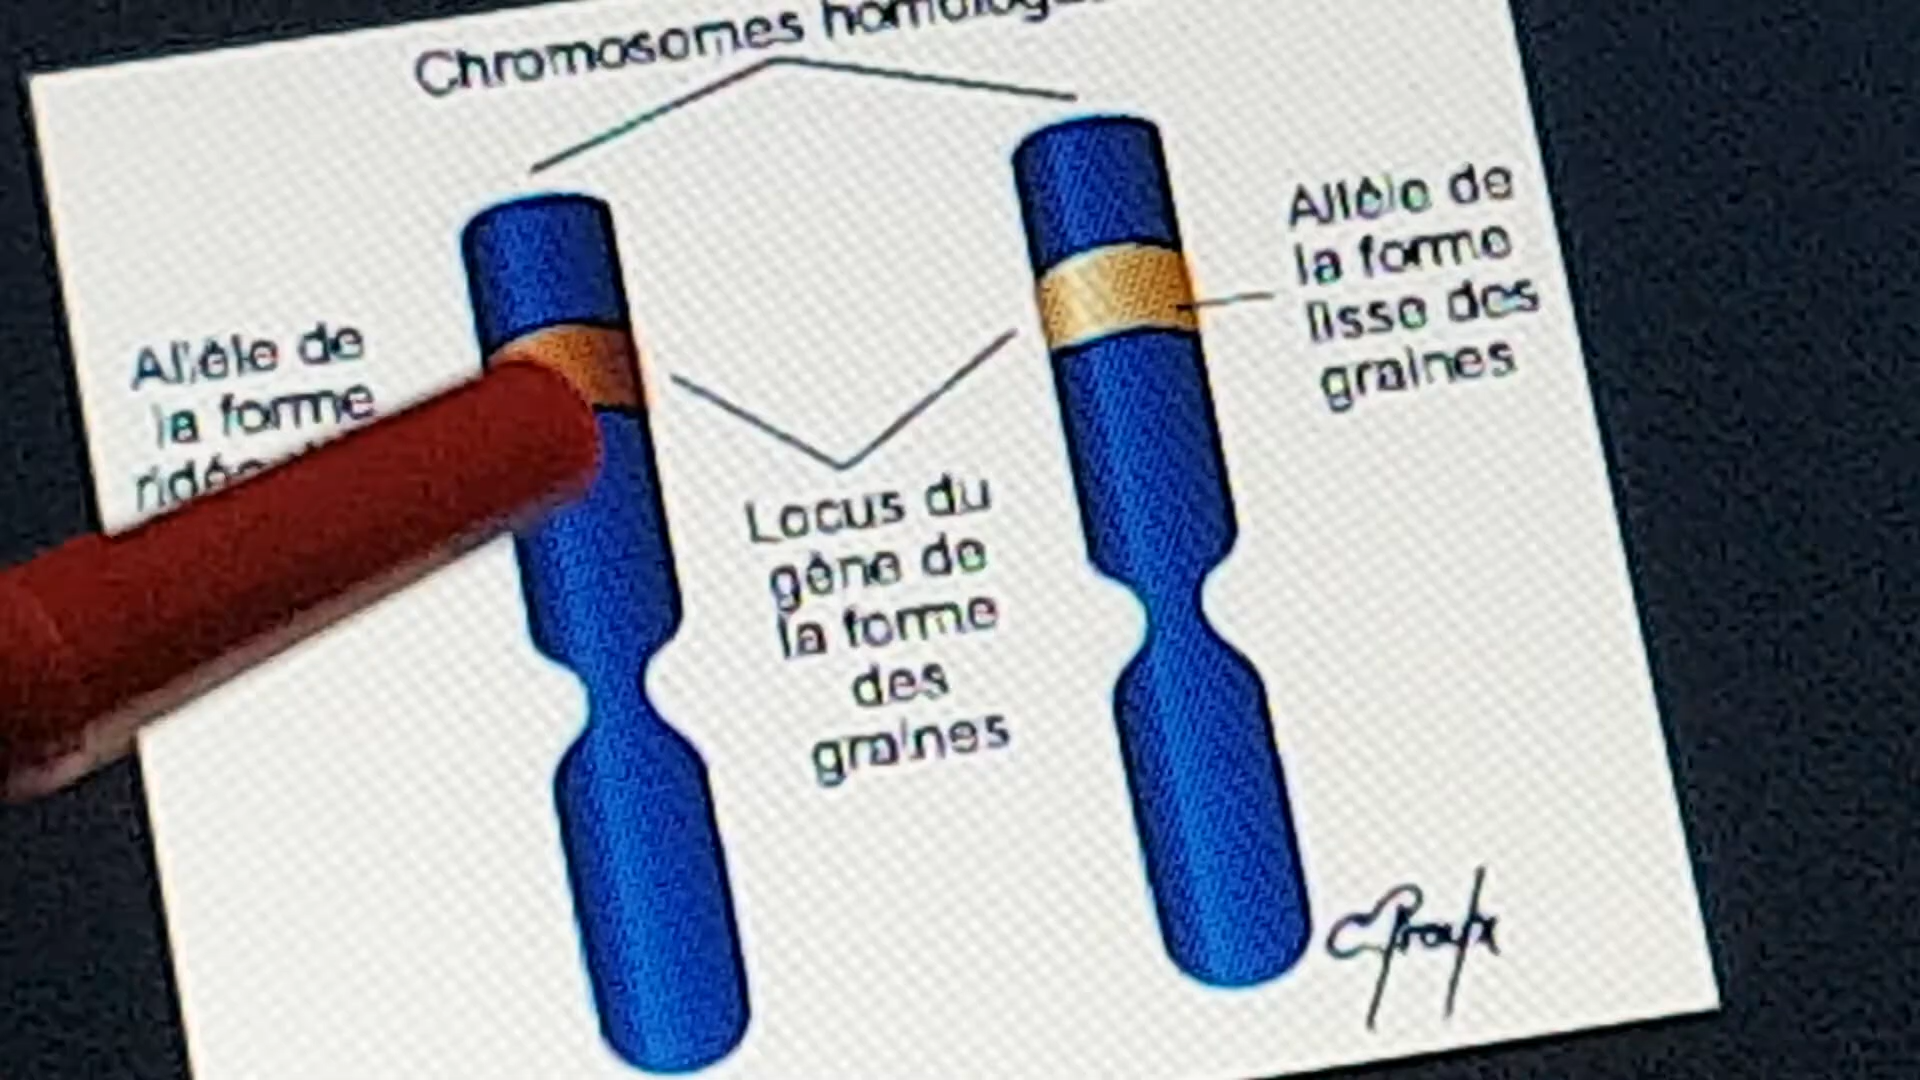 Chromosomes
Allèle de
la forme
lisse des
graines
Allèle de
la forme
Locus du
gène de
la forme
des
graines